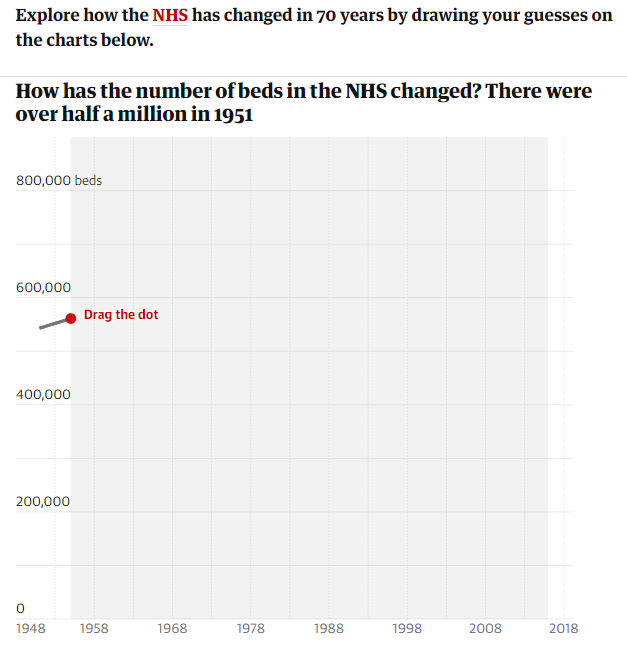 Explore how the NHS has changed in 70 years by drawing your guesses on
the charts below.
How has the number of beds in the NHS changed? There were
over half a million in 1951
800,000 beds
600,000
Drag the dot
400,000
200,000
0
1948 1958 1968 1978 1988 1998 2008 2018